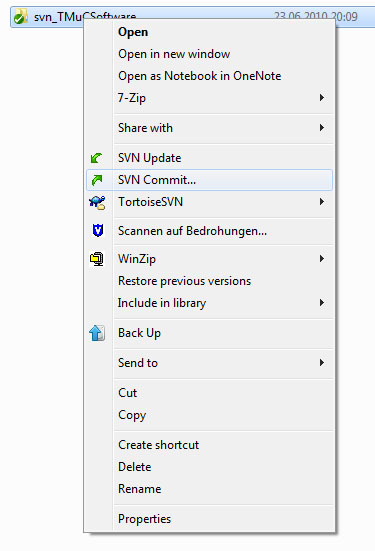 svn_TMuCSoftware 23.06.2010 20:09
Open
Open in new window
Open as Notebook in OneNote
7-Zip
Share with
SVN Update
SVN Commit...
TortoiseSVN
Scannen auf Bedrohungen...
WinZip
Restore previous versions
Include in library
Back Up
Send to
Cut
Copy
Create shortcut
Delete
Rename
Properties